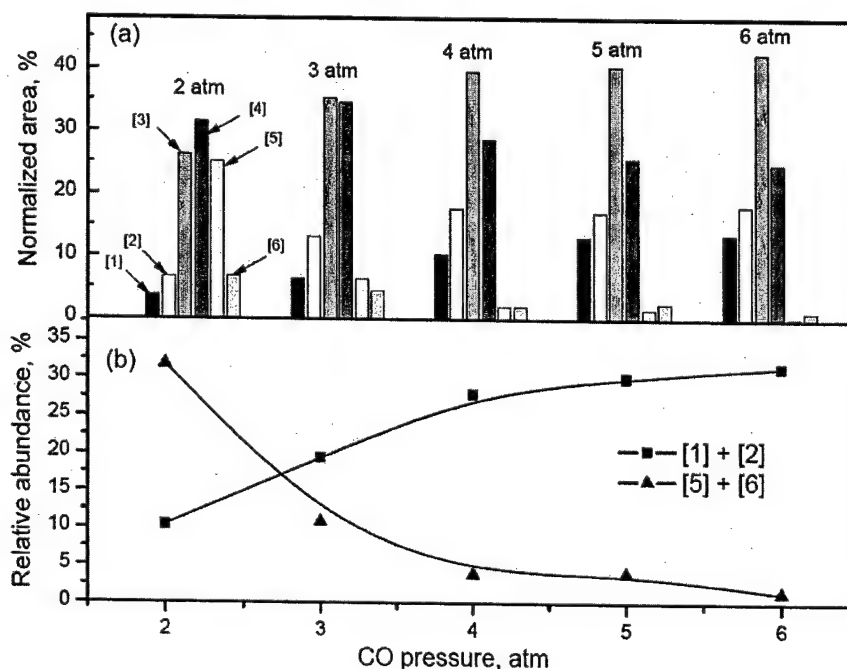 (a)
Normalized area, %
40
30
20
10
0
2 atm
3 atm
4 atm
5 atm
6 atm
[1]
[2]
[3]
[4]
[5]
[6]
(b)
Relative abundance, %
35
30
25
20
15
10
5
0
[1] + [2]
[5] + [6]
2 3 4 5 6
CO pressure, atm